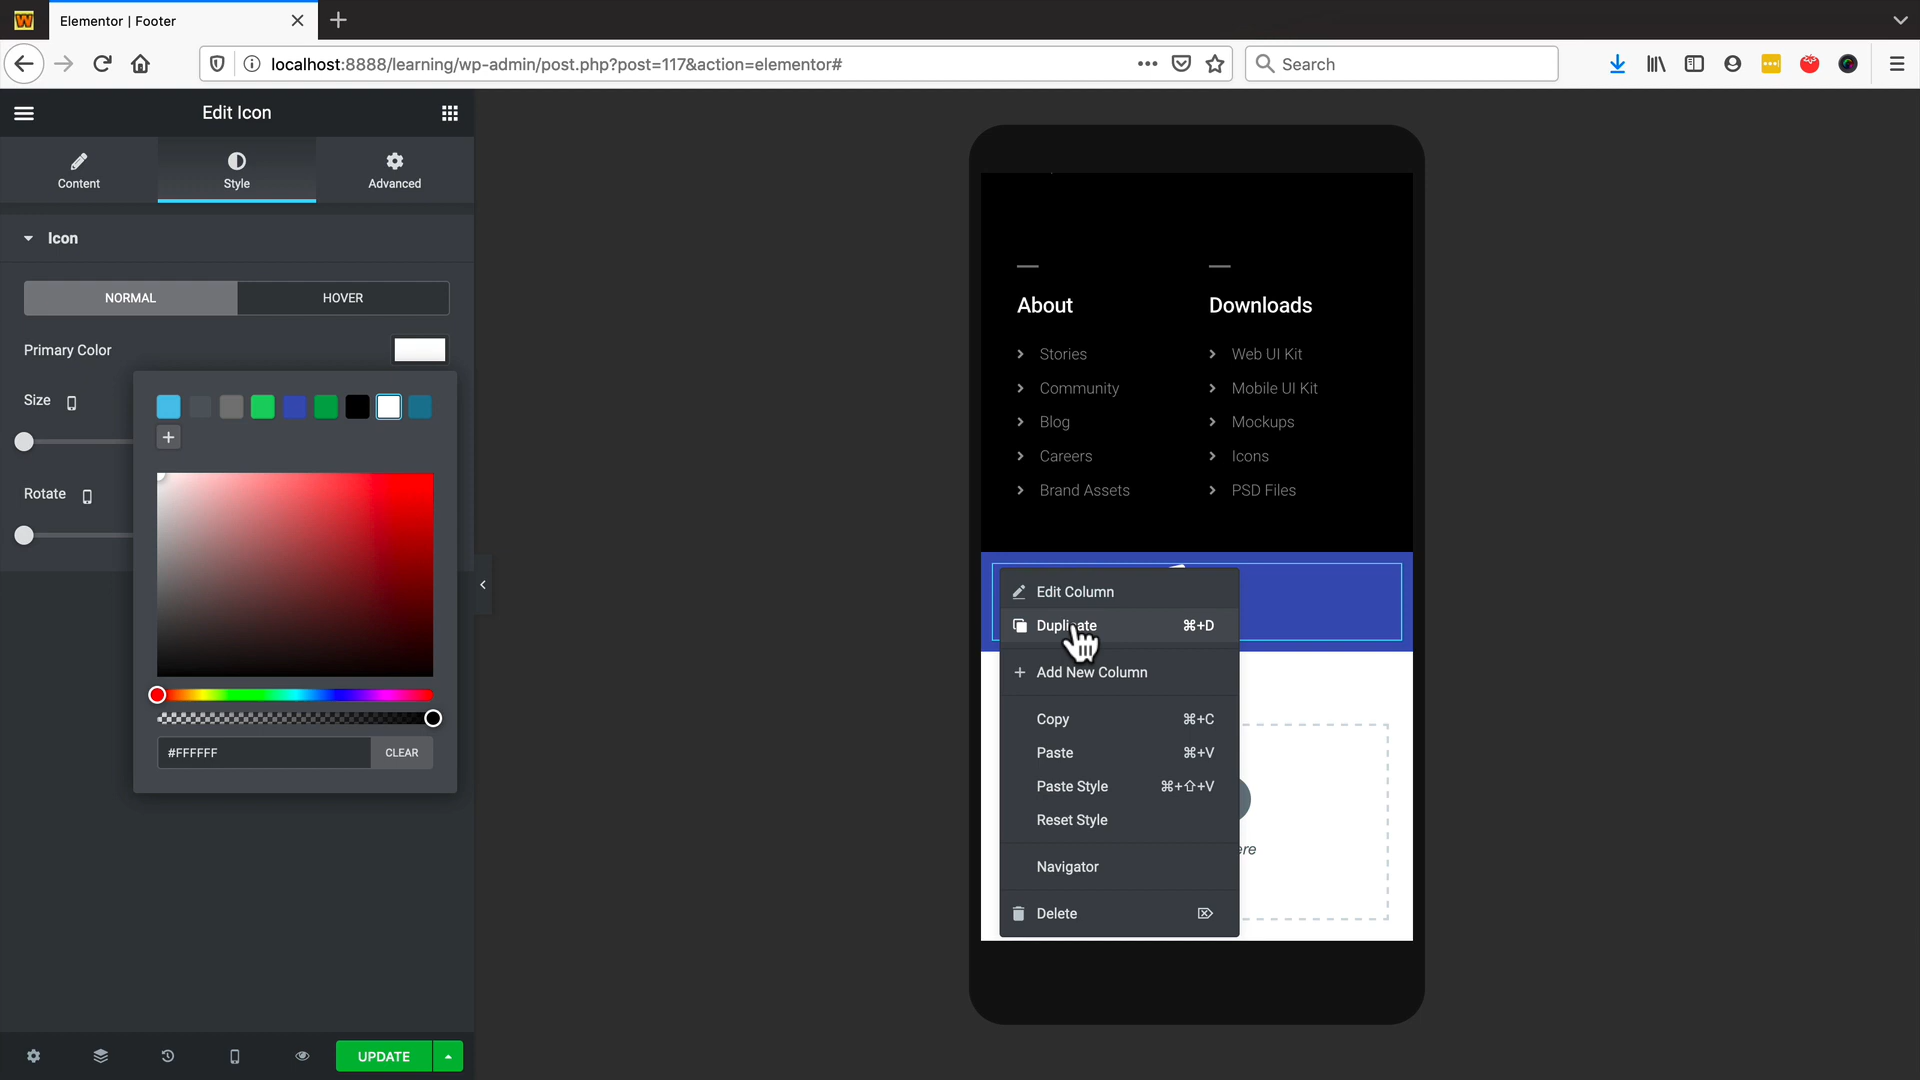 Elementor | Footer
localhost:8888/learning/wp-admin/post.php?post=117&action=elementor#
Search
Edit Icon
Content
Style
Advanced
Icon
NORMAL
HOVER
Primary Color
Size
Rotate
#FFFFFF
CLEAR
UPDATE
About
Stories
Community
Blog
Careers
Brand Assets
Downloads
Web UI Kit
Mobile UI Kit
Mockups
Icons
PSD Files
Edit Column
Duplicate ⌘+D
Add New Column
Copy ⌘+C
Paste ⌘+V
Paste Style ⌘+⇧+V
Reset Style
Navigator
Delete ⌦